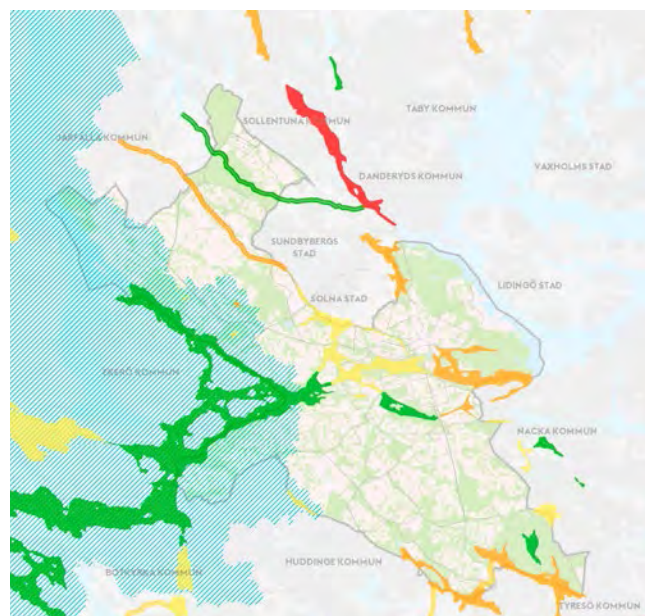 TÄBY KOMMUN
SOLLENTUNA KOMMUN
JÄRFÄLLA KOMMUN
VAXHOLMS STAD
DANDERYDS KOMMUN
SUNDBYBERGS
STAD
LIDINGÖ STAD
SOLNA STAD
EKERÖ KOMMUN
NACKA KOMMUN
HUDDINGE KOMMUN
BOTKYRKA KOMMUN
TYRESÖ KOMMUN